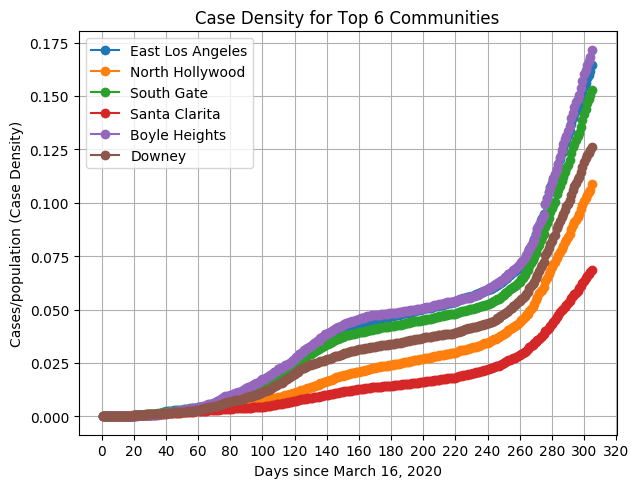 Case Density for Top 6 Communities
Cases/population (Case Density)
0.175
0.150
0.125
0.100
0.075
0.050
0.025
0.000
East Los Angeles
North Hollywood
South Gate
Santa Clarita
Boyle Heights
Downey
0 20 40 60 80 100 120 140 160 180 200 220 240 260 280 300 320
Days since March 16, 2020